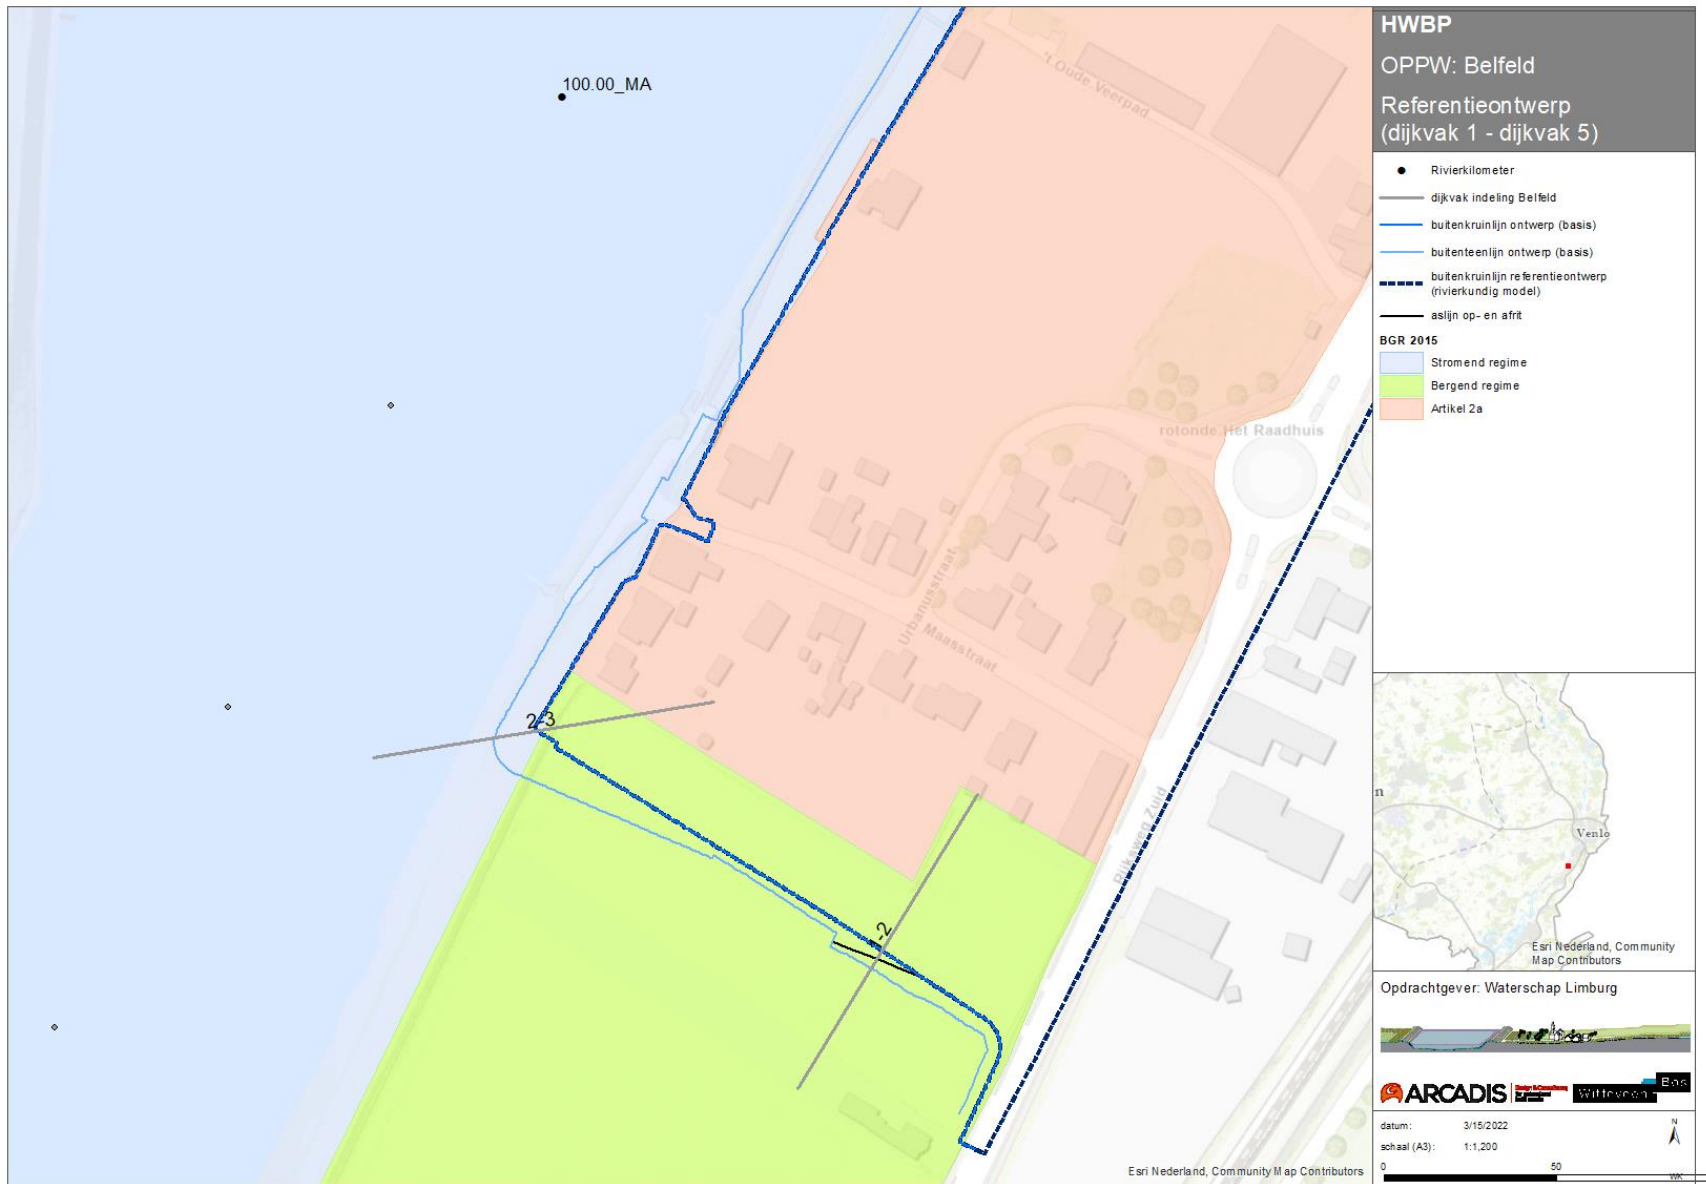 100.00_MA
't Oude Veerpad
rotonde Het Raadhuis
Urbanusstraat
Maasstraat
Rijksweg Zuid
2-3
-2
Esri Nederland, Community Map Contributors
HWBP
OPPW: Belfeld
Referentieontwerp
(dijkvak 1 - dijkvak 5)
Rivierkilometer
dijkvak indeling Belfeld
buitenkruinlijn ontwerp (basis)
buitenteenlijn ontwerp (basis)
buitenkruinlijn referentieontwerp
(rivierkundig model)
aslijn op- en afrit
BGR 2015
Stromend regime
Bergend regime
Artikel 2a
n
Venlo
Esri Nederland, Community
Map Contributors
Opdrachtgever: Waterschap Limburg
ARCADIS
Witteveen
Bos
datum: 3/15/2022
schaal (A3): 1:1,200
N
0 50
WK